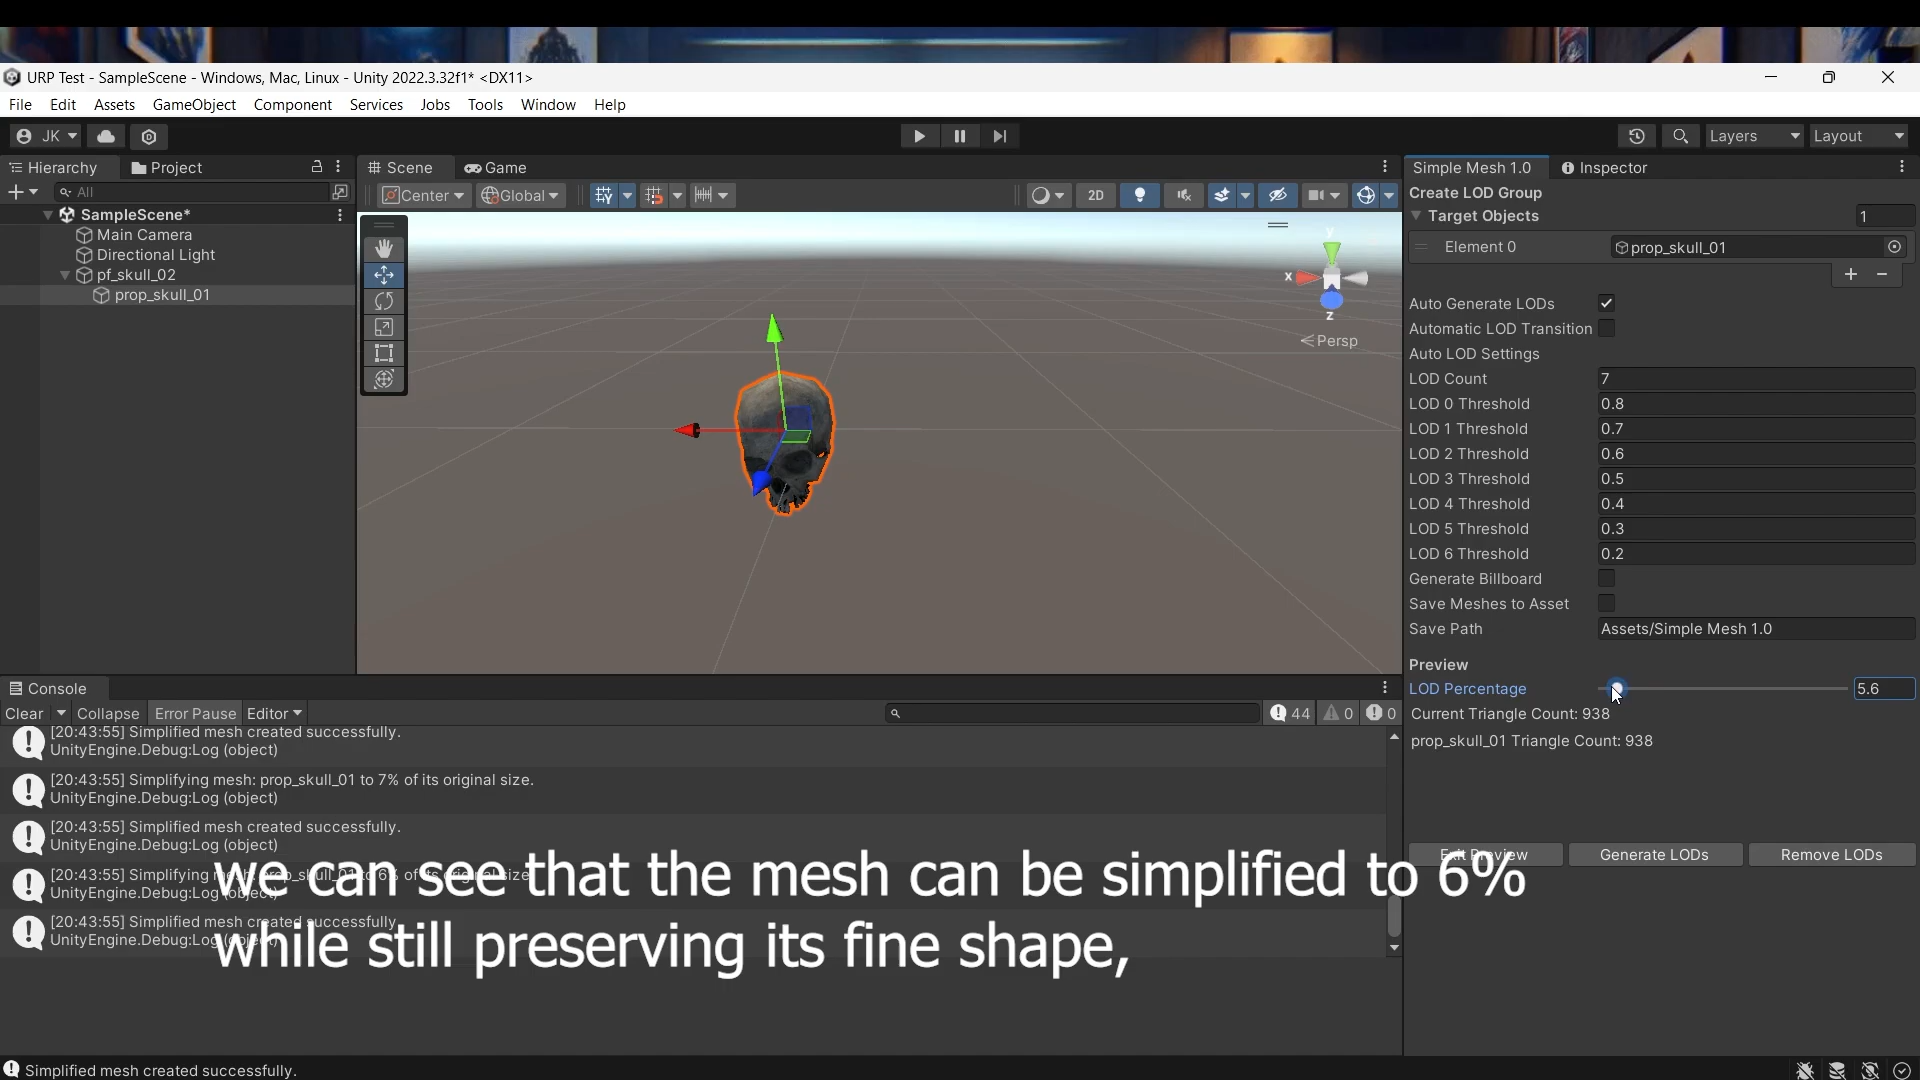 URP Test - SampleScene - Windows, Mac, Linux - Unity 2022.3.32f1* <DX11>
File Edit Assets GameObject Component Services Jobs Tools Window Help
JK Layers Layout
Hierarchy Project
All
SampleScene*
Main Camera
Directional Light
pf_skull_02
prop_skull_01
Scene Game
Center Global 2D
y
x
z
Persp
Simple Mesh 1.0 Inspector
Create LOD Group
Target Objects 1
Element 0 prop_skull_01
Auto Generate LODs
Automatic LOD Transition
Auto LOD Settings
LOD Count 7
LOD 0 Threshold 0.8
LOD 1 Threshold 0.7
LOD 2 Threshold 0.6
LOD 3 Threshold 0.5
LOD 4 Threshold 0.4
LOD 5 Threshold 0.3
LOD 6 Threshold 0.2
Generate Billboard
Save Meshes to Asset
Save Path Assets/Simple Mesh 1.0
Preview
LOD Percentage 5.6
Current Triangle Count: 938
prop_skull_01 Triangle Count: 938
Exit Preview Generate LODs Remove LODs
Console
Clear Collapse Error Pause Editor 44 0 0
[20:43:55] Simplified mesh created successfully.
UnityEngine.Debug:Log (object)
[20:43:55] Simplifying mesh: prop_skull_01 to 7% of its original size.
UnityEngine.Debug:Log (object)
[20:43:55] Simplified mesh created successfully.
UnityEngine.Debug:Log (object)
[20:43:55] Simplifying mesh: prop_skull_01 to 6% of its original size.
UnityEngine.Debug:Log (object)
[20:43:55] Simplified mesh created successfully.
UnityEngine.Debug:Log (object)
we can see that the mesh can be simplified to 6%
while still preserving its fine shape,
Simplified mesh created successfully.